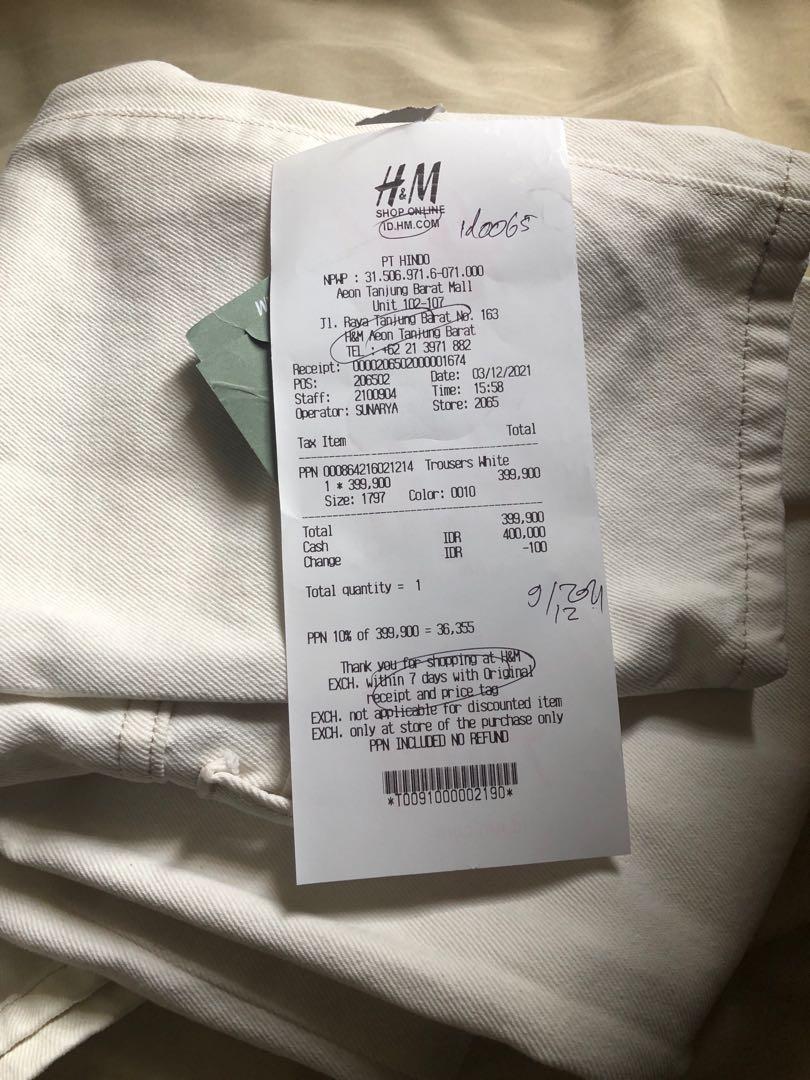 H&M
SHOP ONLINE
ID.HM.COM
id0065
PT HINDO
NPWP : 31.506.971.6-071.000
Aeon Tanjung Barat Mall
Unit 102-107
Jl. Raya Tanjung Barat No. 163
H&M Aeon Tanjung Barat
TEL : +62 21 3971 882
Receipt: 0000206502000001674
POS: 206502 Date: 03/12/2021
Staff: 2100904 Time: 15:58
Operator: SUNARYA Store: 2065
Tax Item Total
PPN 000864216021214 Trousers White
1 * 399,900 399,900
Size: 1797 Color: 0010
Total 399,900
Cash IDR 400,000
Change IDR -100
Total quantity = 1
9/12
PPN 10% of 399,900 = 36,355
Thank you for shopping at H&M
EXCH. within 7 days with Original
receipt and price tag
EXCH. not applicable for discounted item
EXCH. only at store of the purchase only
PPN INCLUDED NO REFUND
*T0091000002190*